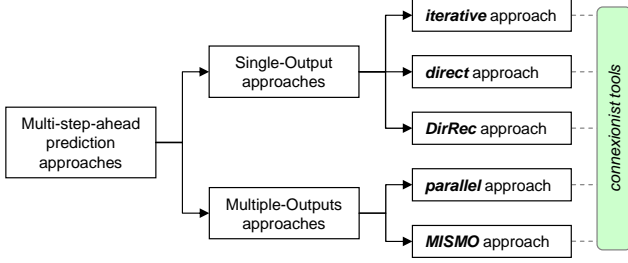 Multi-step-ahead
prediction
approaches
Single-Output
approaches
Multiple-Outputs
approaches
iterative approach
direct approach
DirRec approach
parallel approach
MISMO approach
connexionist tools